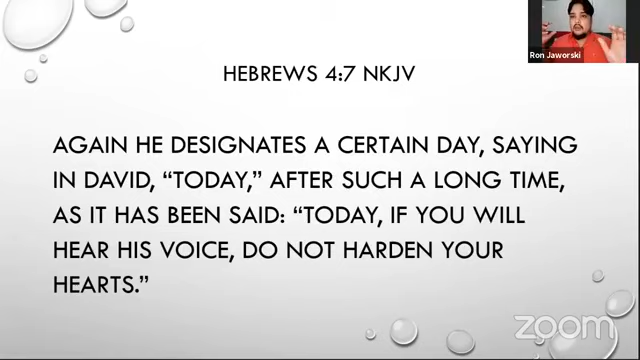 Ron Jaworski
HEBREWS 4:7 NKJV
AGAIN HE DESIGNATES A CERTAIN DAY, SAYING
IN DAVID, “TODAY,” AFTER SUCH A LONG TIME,
AS IT HAS BEEN SAID: “TODAY, IF YOU WILL
HEAR HIS VOICE, DO NOT HARDEN YOUR
HEARTS.”
zoom